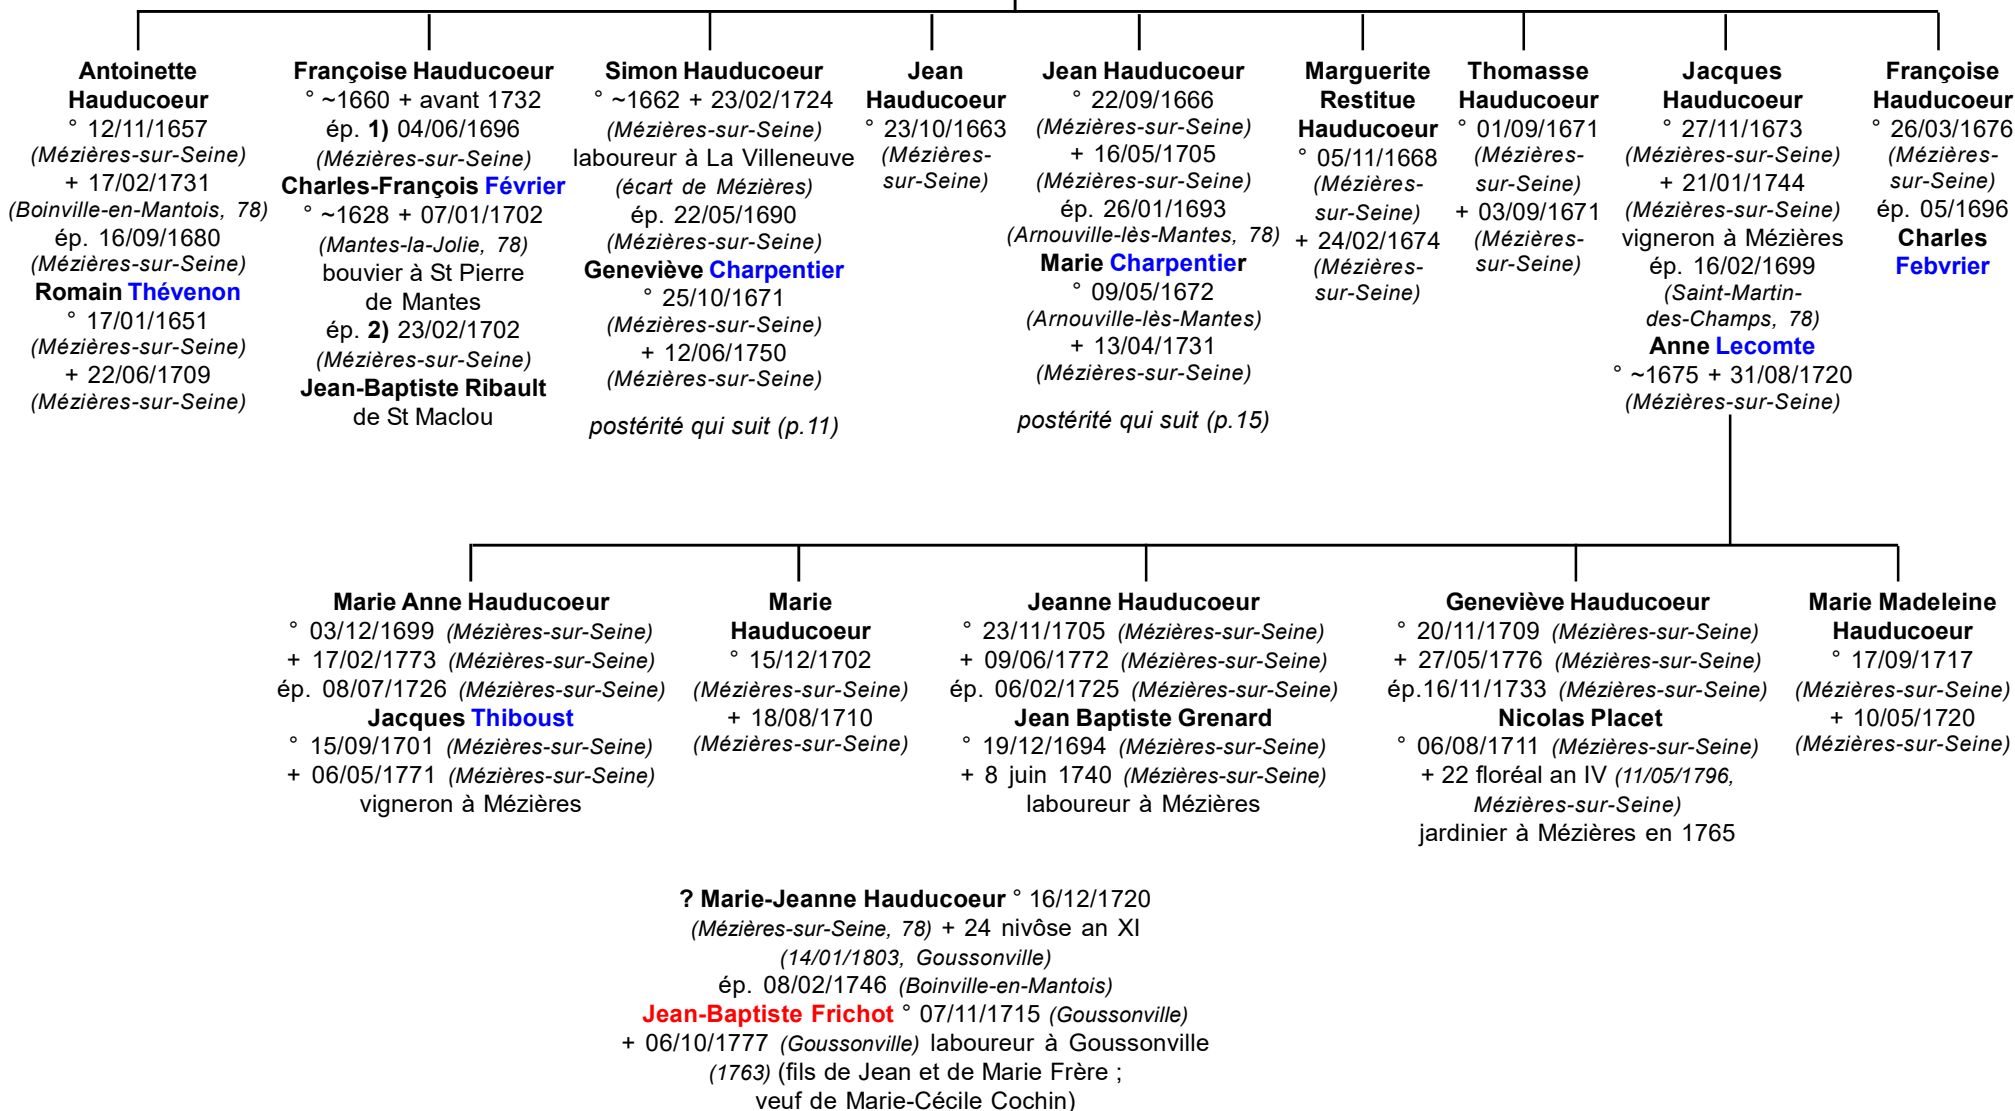 Antoinette
Hauducoeur
° 12/11/1657
(Mézières-sur-Seine)
+ 17/02/1731
(Boinville-en-Mantois, 78)
ép. 16/09/1680
(Mézières-sur-Seine)
Romain Thévenon
° 17/01/1651
(Mézières-sur-Seine)
+ 22/06/1709
(Mézières-sur-Seine)
Françoise Hauducoeur
° ~1660 + avant 1732
ép. 1) 04/06/1696
(Mézières-sur-Seine)
Charles-François Février
° ~1628 + 07/01/1702
(Mantes-la-Jolie, 78)
bouvier à St Pierre
de Mantes
ép. 2) 23/02/1702
(Mézières-sur-Seine)
Jean-Baptiste Ribault
de St Maclou
Simon Hauducoeur
° ~1662 + 23/02/1724
(Mézières-sur-Seine)
laboureur à La Villeneuve
(écart de Mézières)
ép. 22/05/1690
(Mézières-sur-Seine)
Geneviève Charpentier
° 25/10/1671
(Mézières-sur-Seine)
+ 12/06/1750
(Mézières-sur-Seine)
postérité qui suit (p.11)
Jean
Hauducoeur
° 23/10/1663
(Mézières-
sur-Seine)
Jean Hauducoeur
° 22/09/1666
(Mézières-sur-Seine)
+ 16/05/1705
(Mézières-sur-Seine)
ép. 26/01/1693
(Arnouville-lès-Mantes, 78)
Marie Charpentier
° 09/05/1672
(Arnouville-lès-Mantes)
+ 13/04/1731
(Mézières-sur-Seine)
postérité qui suit (p.15)
Marguerite
Restitue
Hauducoeur
° 05/11/1668
(Mézières-
sur-Seine)
+ 24/02/1674
(Mézières-
sur-Seine)
Thomasse
Hauducoeur
° 01/09/1671
(Mézières-
sur-Seine)
+ 03/09/1671
(Mézières-
sur-Seine)
Jacques
Hauducoeur
° 27/11/1673
(Mézières-sur-Seine)
+ 21/01/1744
(Mézières-sur-Seine)
vigneron à Mézières
ép. 16/02/1699
(Saint-Martin-
des-Champs, 78)
Anne Lecomte
° ~1675 + 31/08/1720
(Mézières-sur-Seine)
Françoise
Hauducoeur
° 26/03/1676
(Mézières-
sur-Seine)
ép. 05/1696
Charles
Febvrier
Marie Anne Hauducoeur
° 03/12/1699 (Mézières-sur-Seine)
+ 17/02/1773 (Mézières-sur-Seine)
ép. 08/07/1726 (Mézières-sur-Seine)
Jacques Thiboust
° 15/09/1701 (Mézières-sur-Seine)
+ 06/05/1771 (Mézières-sur-Seine)
vigneron à Mézières
Marie
Hauducoeur
° 15/12/1702
(Mézières-sur-Seine)
+ 18/08/1710
(Mézières-sur-Seine)
Jeanne Hauducoeur
° 23/11/1705 (Mézières-sur-Seine)
+ 09/06/1772 (Mézières-sur-Seine)
ép. 06/02/1725 (Mézières-sur-Seine)
Jean Baptiste Grenard
° 19/12/1694 (Mézières-sur-Seine)
+ 8 juin 1740 (Mézières-sur-Seine)
laboureur à Mézières
Geneviève Hauducoeur
° 20/11/1709 (Mézières-sur-Seine)
+ 27/05/1776 (Mézières-sur-Seine)
ép.16/11/1733 (Mézières-sur-Seine)
Nicolas Placet
° 06/08/1711 (Mézières-sur-Seine)
+ 22 floréal an IV (11/05/1796,
Mézières-sur-Seine)
jardinier à Mézières en 1765
Marie Madeleine
Hauducoeur
° 17/09/1717
(Mézières-sur-Seine)
+ 10/05/1720
(Mézières-sur-Seine)
? Marie-Jeanne Hauducoeur ° 16/12/1720
(Mézières-sur-Seine, 78) + 24 nivôse an XI
(14/01/1803, Goussonville)
ép. 08/02/1746 (Boinville-en-Mantois)
Jean-Baptiste Frichot ° 07/11/1715 (Goussonville)
+ 06/10/1777 (Goussonville) laboureur à Goussonville
(1763) (fils de Jean et de Marie Frère ;
veuf de Marie-Cécile Cochin)